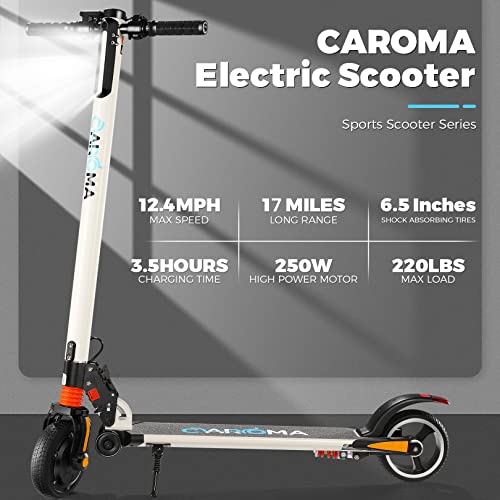 CAROMA
Electric Scooter
Sports Scooter Series
12.4MPH
MAX SPEED
17 MILES
LONG RANGE
6.5 Inches
SHOCK ABSORBING TIRES
3.5HOURS
CHARGING TIME
250W
HIGH POWER MOTOR
220LBS
MAX LOAD
CAROMA
CAROMA